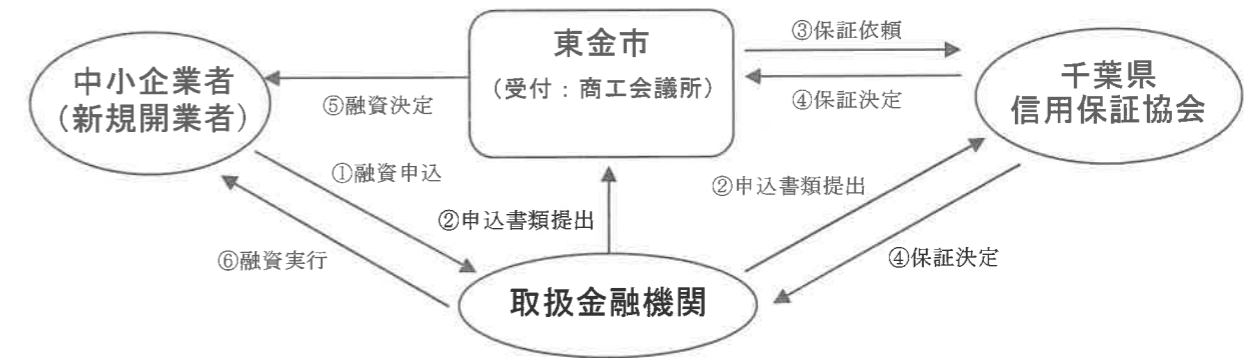 東金市
(受付：商工会議所)
③保証依頼
④保証決定
千葉県
信用保証協会
中小企業者
(新規開業者)
⑤融資決定
①融資申込
②申込書類提出
②申込書類提出
⑥融資実行
④保証決定
取扱金融機関